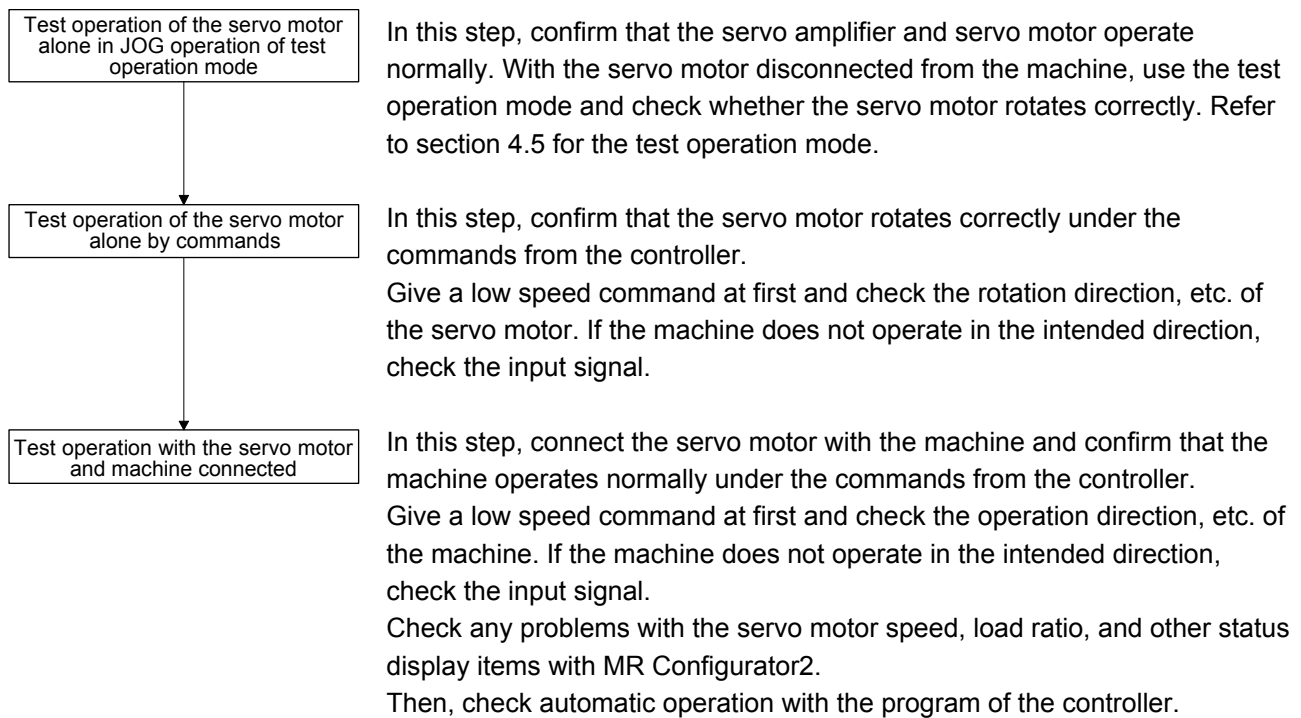 Test operation of the servo motor
alone in JOG operation of test
operation mode
In this step, confirm that the servo amplifier and servo motor operate
normally. With the servo motor disconnected from the machine, use the test
operation mode and check whether the servo motor rotates correctly. Refer
to section 4.5 for the test operation mode.
Test operation of the servo motor
alone by commands
In this step, confirm that the servo motor rotates correctly under the
commands from the controller.
Give a low speed command at first and check the rotation direction, etc. of
the servo motor. If the machine does not operate in the intended direction,
check the input signal.
Test operation with the servo motor
and machine connected
In this step, connect the servo motor with the machine and confirm that the
machine operates normally under the commands from the controller.
Give a low speed command at first and check the operation direction, etc. of
the machine. If the machine does not operate in the intended direction,
check the input signal.
Check any problems with the servo motor speed, load ratio, and other status
display items with MR Configurator2.
Then, check automatic operation with the program of the controller.